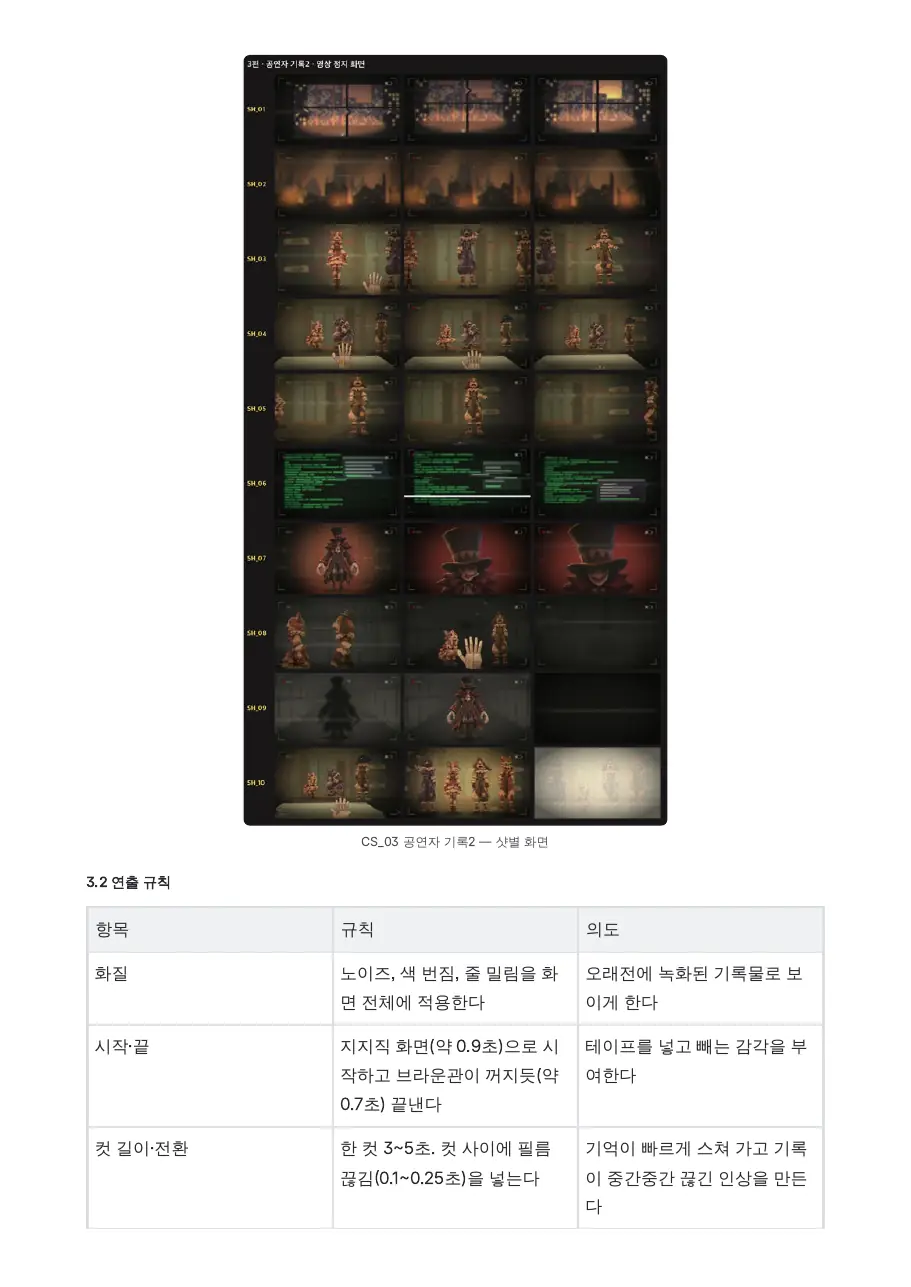 3편 · 공연자 기록2 · 영상 정지 화면
SH_01
SH_02
SH_03
SH_04
SH_05
SH_06
SH_07
SH_08
SH_09
SH_10
CS_03 공연자 기록2 — 샷별 화면
3.2 연출 규칙
항목 규칙 의도
화질 노이즈, 색 번짐, 줄 밀림을 화 오래전에 녹화된 기록물로 보
면 전체에 적용한다 이게 한다
시작·끝 지지직 화면(약 0.9초)으로 시 테이프를 넣고 빼는 감각을 부
작하고 브라운관이 꺼지듯(약 여한다
0.7초) 끝낸다
컷 길이·전환 한 컷 3~5초. 컷 사이에 필름 기억이 빠르게 스쳐 가고 기록
끊김(0.1~0.25초)을 넣는다 이 중간중간 끊긴 인상을 만든
다